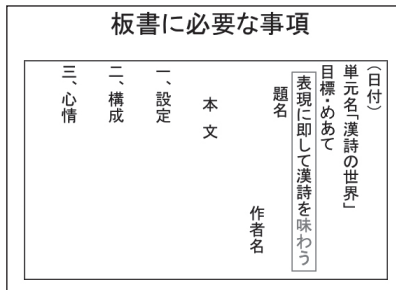 板書に必要な事項
（日付）
単元名「漢詩の世界」
目標・めあて
表現に即して漢詩を味わう
題名
作者名
本文
一、設定
二、構成
三、心情